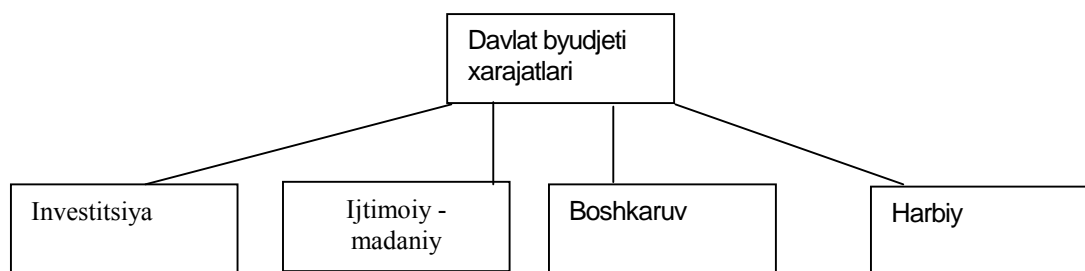 Davlat byudjeti
xarajatlari
Investitsiya
Ijtimoiy -
madaniy
Boshkaruv
Harbiy